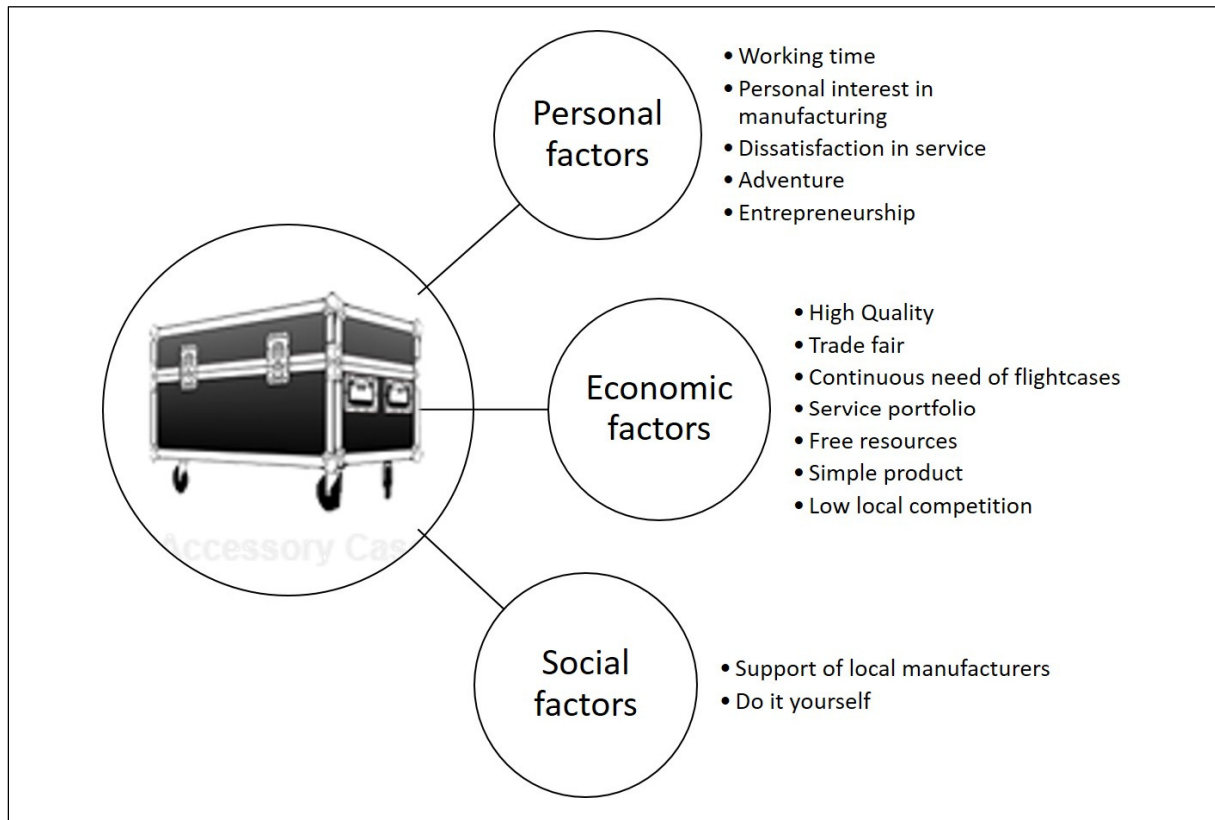 Personal
factors
• Working time
• Personal interest in
manufacturing
• Dissatisfaction in service
• Adventure
• Entrepreneurship
Accessory Cas
Economic
factors
• High Quality
• Trade fair
• Continuous need of flightcases
• Service portfolio
• Free resources
• Simple product
• Low local competition
Social
factors
• Support of local manufacturers
• Do it yourself